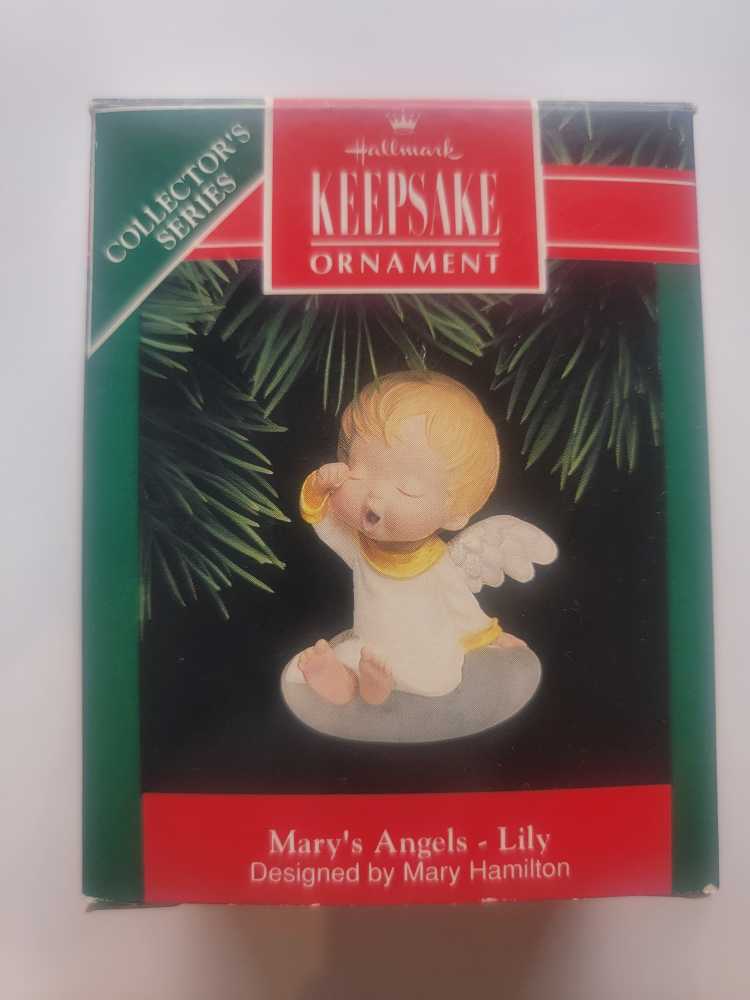 COLLECTOR'S
SERIES
Hallmark
KEEPSAKE
ORNAMENT
Mary's Angels - Lily
Designed by Mary Hamilton